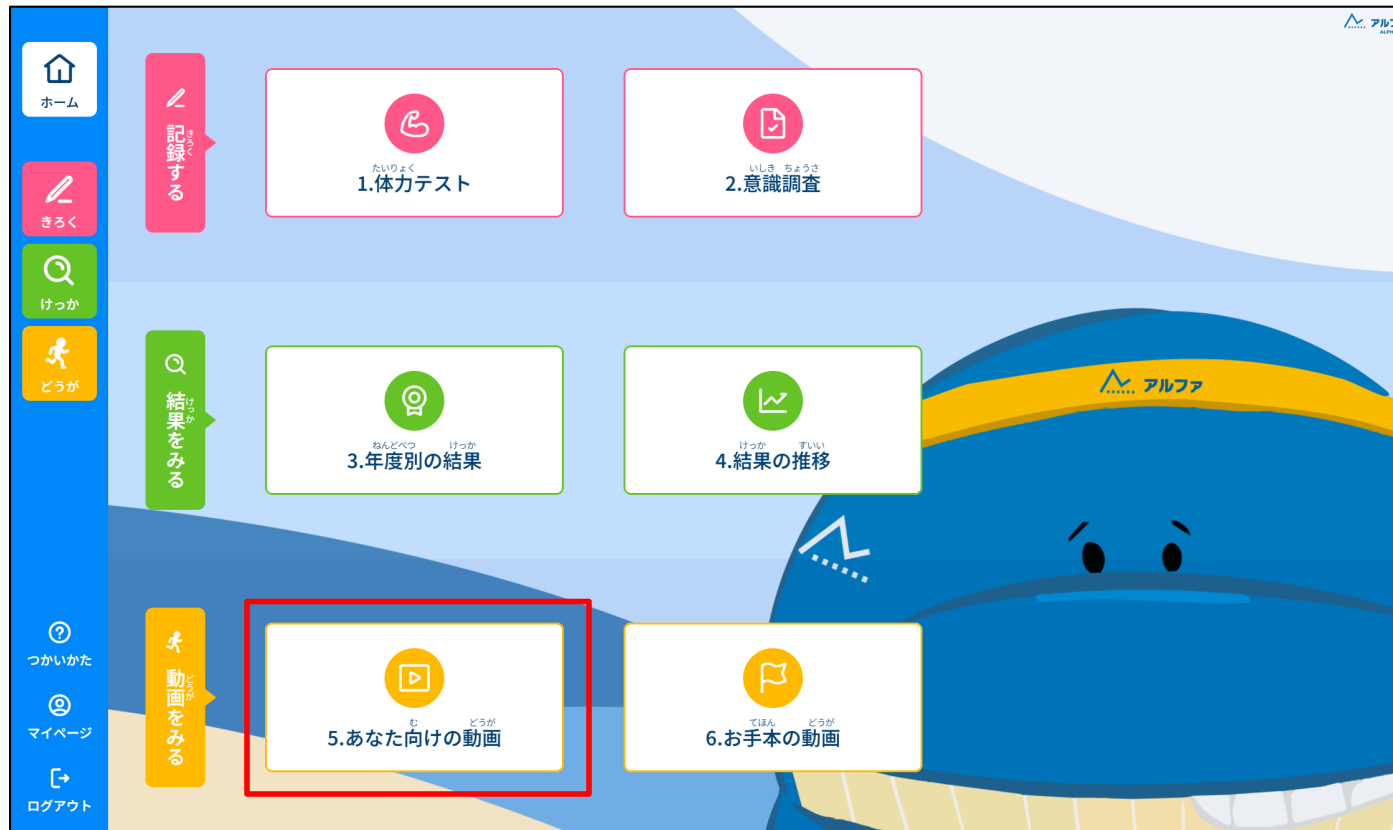 ホーム
きろく
けっか
どうが
つかいかた
マイページ
ログアウト
アルフ
ALPH
記録する
きろく
たいりょく
1.体力テスト
いしき ちょうさ
2.意識調査
結果をみる
けっか
ねんどべつ けっか
3.年度別の結果
けっか すいい
4.結果の推移
アルファ
動画をみる
どうが
む どうが
5.あなた向けの動画
てほん どうが
6.お手本の動画